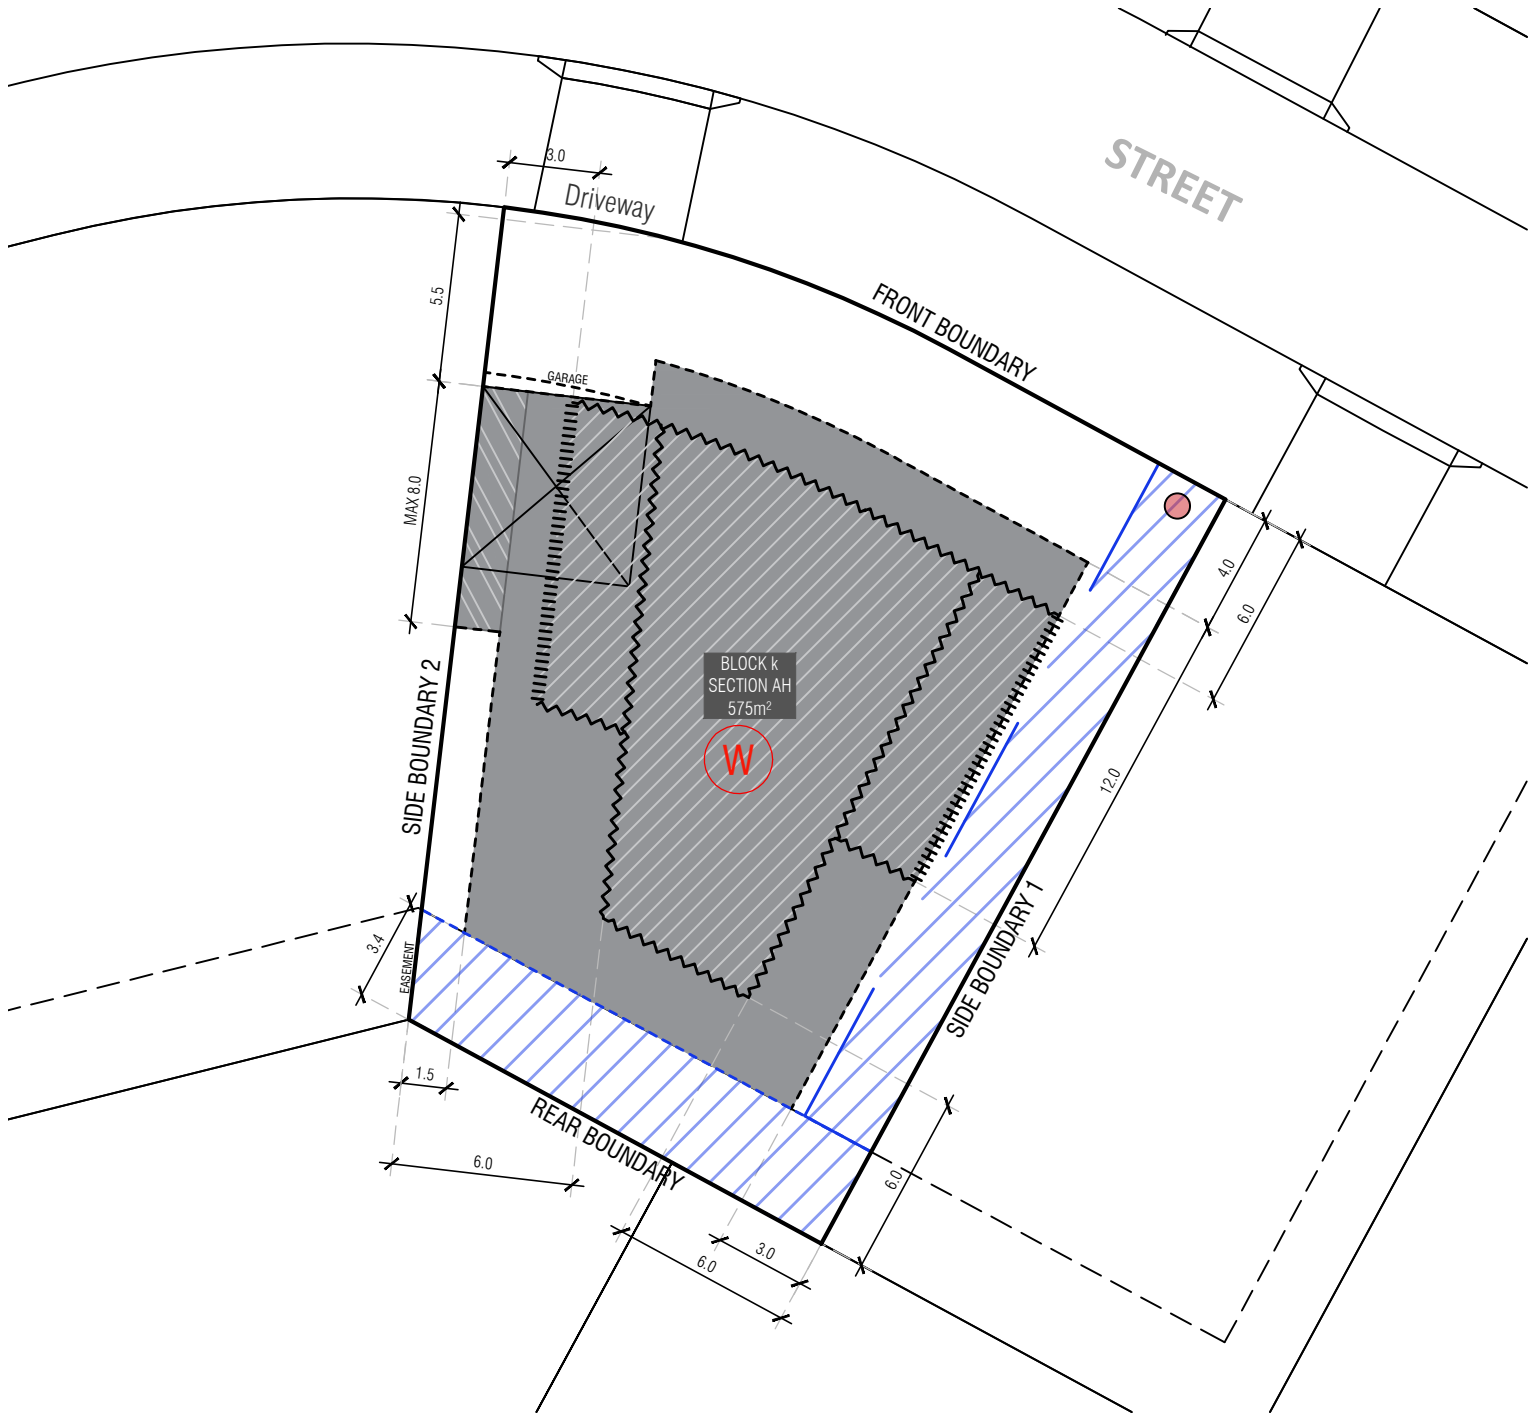 STREET
3.0
Driveway
5.5
FRONT BOUNDARY
GARAGE
MAX 8.0
4.0
6.0
BLOCK k
SECTION AH
575m²
W
SIDE BOUNDARY 2
12.0
SIDE BOUNDARY 1
3.4
EASEMENT
1.5
REAR BOUNDARY
6.0
6.0
3.0
6.0